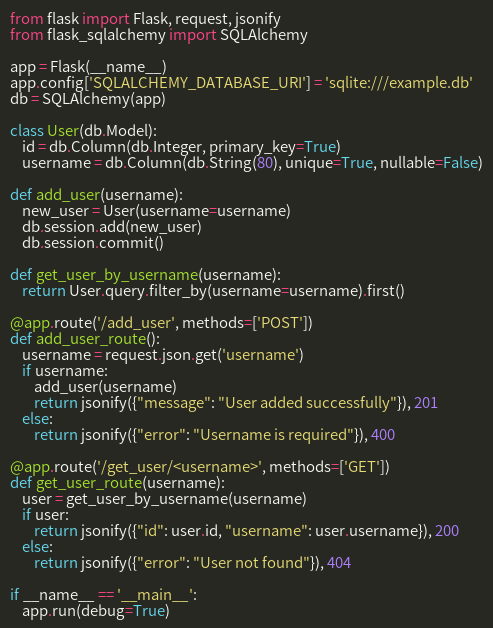 from flask import Flask, request, jsonify
from flask_sqlalchemy import SQLAlchemy

app = Flask(__name__)
app.config['SQLALCHEMY_DATABASE_URI'] = 'sqlite:///example.db'
db = SQLAlchemy(app)

class User(db.Model):
    id = db.Column(db.Integer, primary_key=True)
    username = db.Column(db.String(80), unique=True, nullable=False)

def add_user(username):
    new_user = User(username=username)
    db.session.add(new_user)
    db.session.commit()

def get_user_by_username(username):
    return User.query.filter_by(username=username).first()

@app.route('/add_user', methods=['POST'])
def add_user_route():
    username = request.json.get('username')
    if username:
        add_user(username)
        return jsonify({"message": "User added successfully"}), 201
    else:
        return jsonify({"error": "Username is required"}), 400

@app.route('/get_user/<username>', methods=['GET'])
def get_user_route(username):
    user = get_user_by_username(username)
    if user:
        return jsonify({"id": user.id, "username": user.username}), 200
    else:
        return jsonify({"error": "User not found"}), 404

if __name__ == '__main__':
    app.run(debug=True)